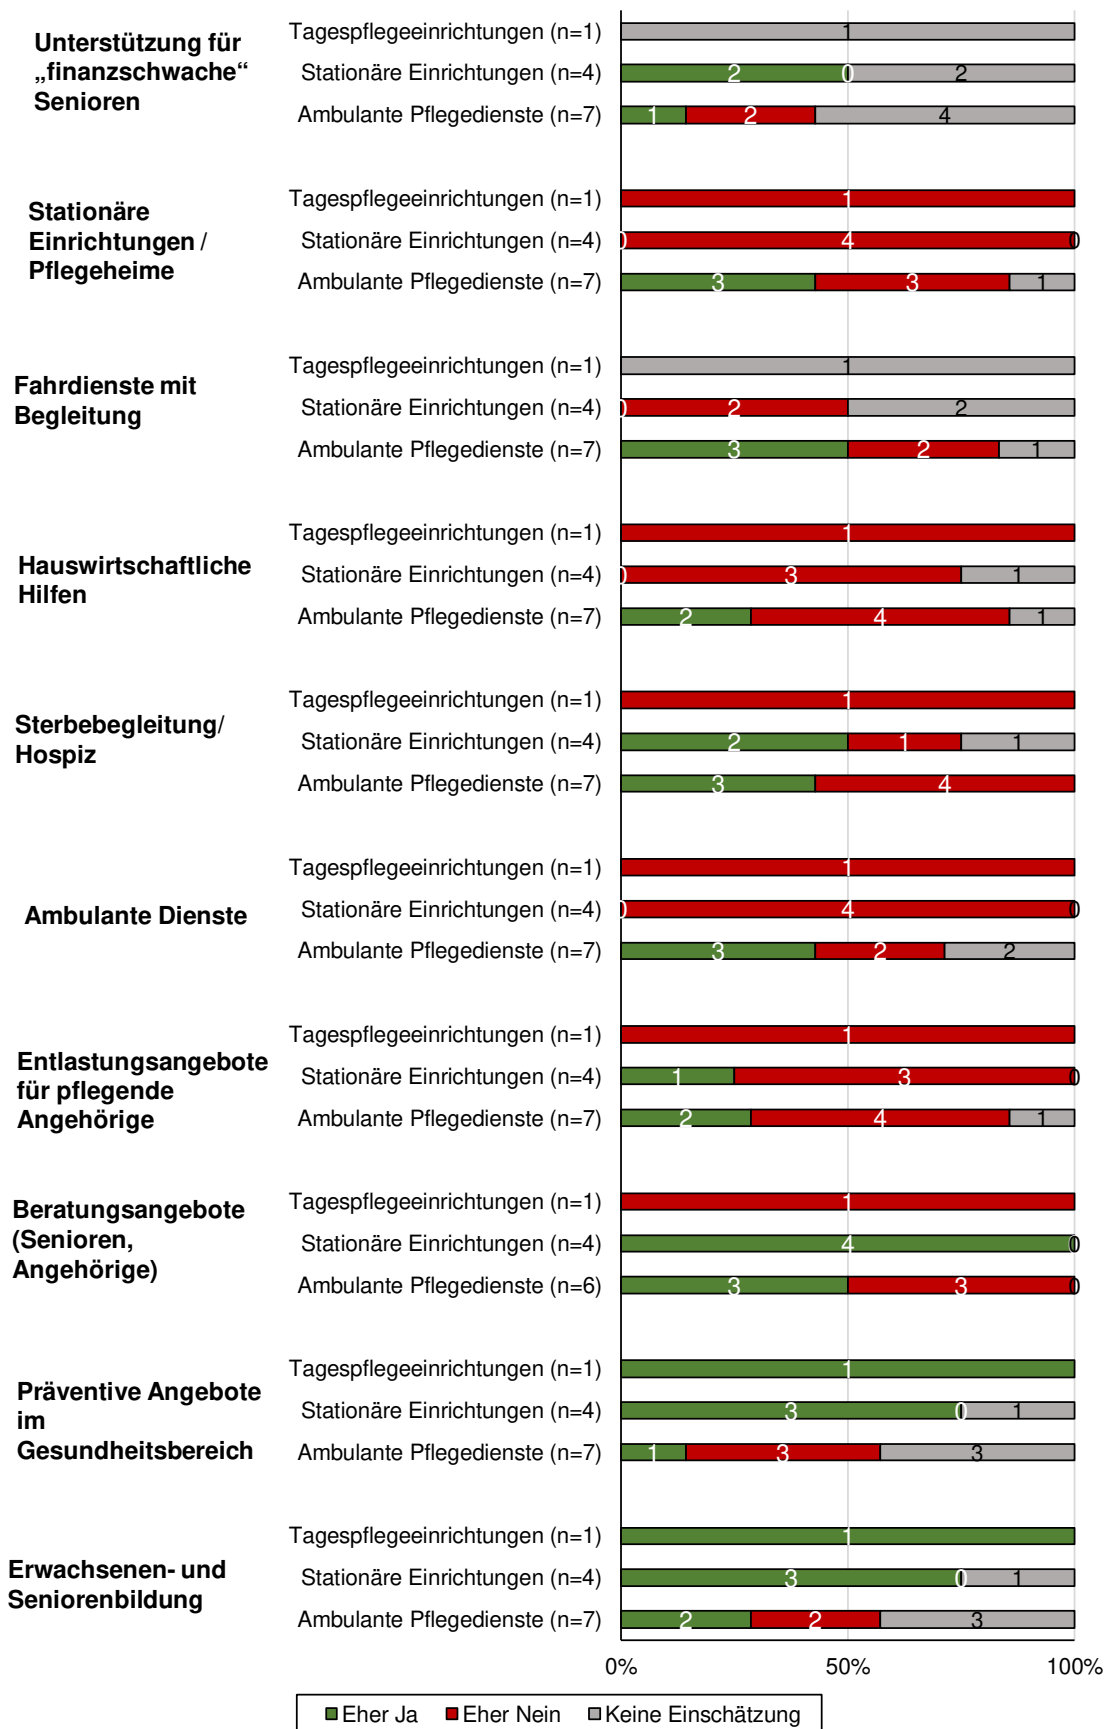 Unterstützung für
„finanzschwache“
Senioren
Tagespflegeeinrichtungen (n=1)
1
Stationäre Einrichtungen (n=4)
2 0 2
Ambulante Pflegedienste (n=7)
1 2 4
Stationäre
Einrichtungen /
Pflegeheime
Tagespflegeeinrichtungen (n=1)
1
Stationäre Einrichtungen (n=4)
0 4 0
Ambulante Pflegedienste (n=7)
3 3 1
Fahrdienste mit
Begleitung
Tagespflegeeinrichtungen (n=1)
1
Stationäre Einrichtungen (n=4)
0 2 2
Ambulante Pflegedienste (n=7)
3 2 1
Hauswirtschaftliche
Hilfen
Tagespflegeeinrichtungen (n=1)
1
Stationäre Einrichtungen (n=4)
0 3 1
Ambulante Pflegedienste (n=7)
2 4 1
Sterbebegleitung/
Hospiz
Tagespflegeeinrichtungen (n=1)
1
Stationäre Einrichtungen (n=4)
2 1 1
Ambulante Pflegedienste (n=7)
3 4
Ambulante Dienste
Tagespflegeeinrichtungen (n=1)
1
Stationäre Einrichtungen (n=4)
0 4 0
Ambulante Pflegedienste (n=7)
3 2 2
Entlastungsangebote
für pflegende
Angehörige
Tagespflegeeinrichtungen (n=1)
1
Stationäre Einrichtungen (n=4)
1 3 0
Ambulante Pflegedienste (n=7)
2 4 1
Beratungsangebote
(Senioren,
Angehörige)
Tagespflegeeinrichtungen (n=1)
1
Stationäre Einrichtungen (n=4)
4 0
Ambulante Pflegedienste (n=6)
3 3 0
Präventive Angebote
im
Gesundheitsbereich
Tagespflegeeinrichtungen (n=1)
1
Stationäre Einrichtungen (n=4)
3 0 1
Ambulante Pflegedienste (n=7)
1 3 3
Erwachsenen- und
Seniorenbildung
Tagespflegeeinrichtungen (n=1)
1
Stationäre Einrichtungen (n=4)
3 0 1
Ambulante Pflegedienste (n=7)
2 2 3
0% 50% 100%
Eher Ja Eher Nein Keine Einschätzung